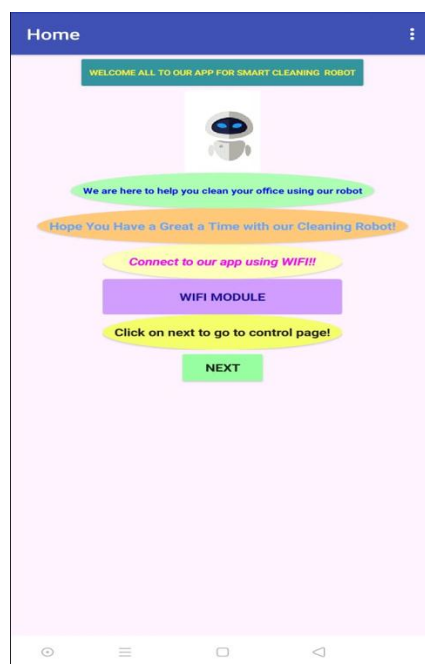 Home
WELCOME ALL TO OUR APP FOR SMART CLEANING ROBOT
We are here to help you clean your office using our robot
Hope You Have a Great a Time with our Cleaning Robot!
Connect to our app using WIFI!!
WIFI MODULE
Click on next to go to control page!
NEXT